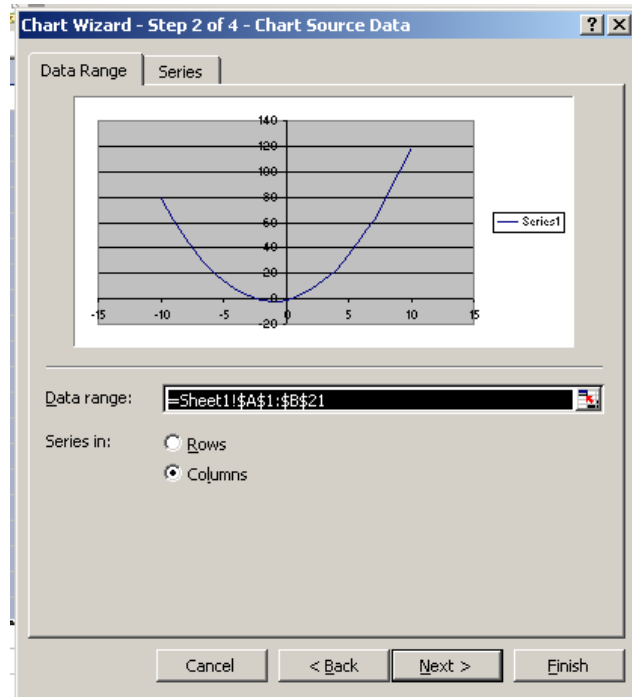 Chart Wizard - Step 2 of 4 - Chart Source Data
Data Range Series
140
120
100
80
60
40
20
0
-15 -10 -5 0 5 10 15
-20
Series1
Data range: =Sheet1!$A$1:$B$21
Series in: Rows
Columns
Cancel < Back Next > Finish